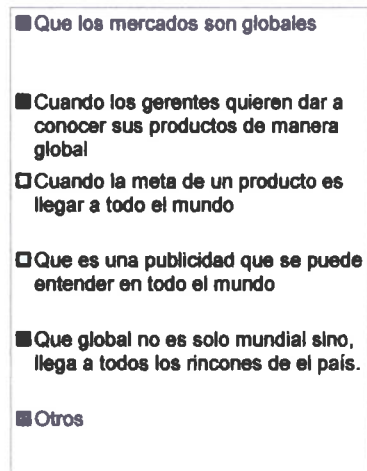 Que los mercados son globales
Cuando los gerentes quieren dar a
conocer sus productos de manera
global
Cuando la meta de un producto es
llegar a todo el mundo
Que es una publicidad que se puede
entender en todo el mundo
Que global no es solo mundial sino,
llega a todos los rincones de el país.
Otros